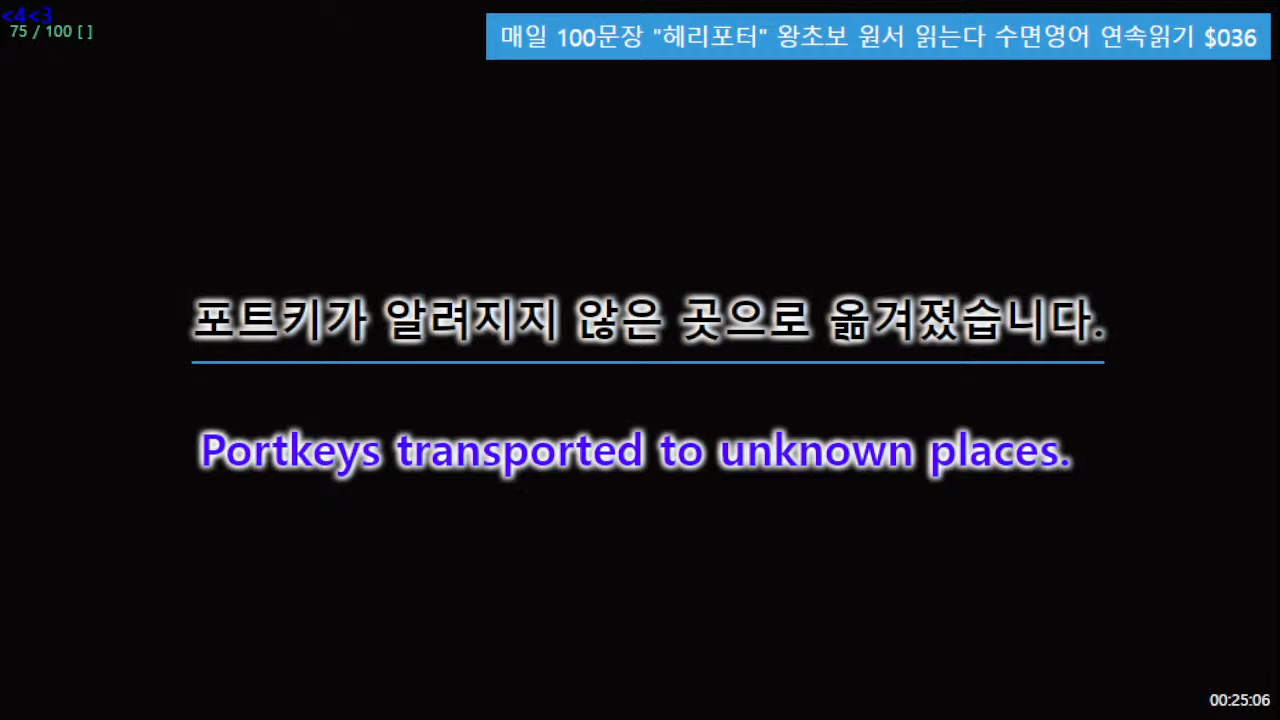 <4<3
75 / 100 [ ]
매일 100문장 "헤리포터" 왕초보 원서 읽는다 수면영어 연속읽기 $036
포트키가 알려지지 않은 곳으로 옮겨졌습니다.
Portkeys transported to unknown places.
00:25:06